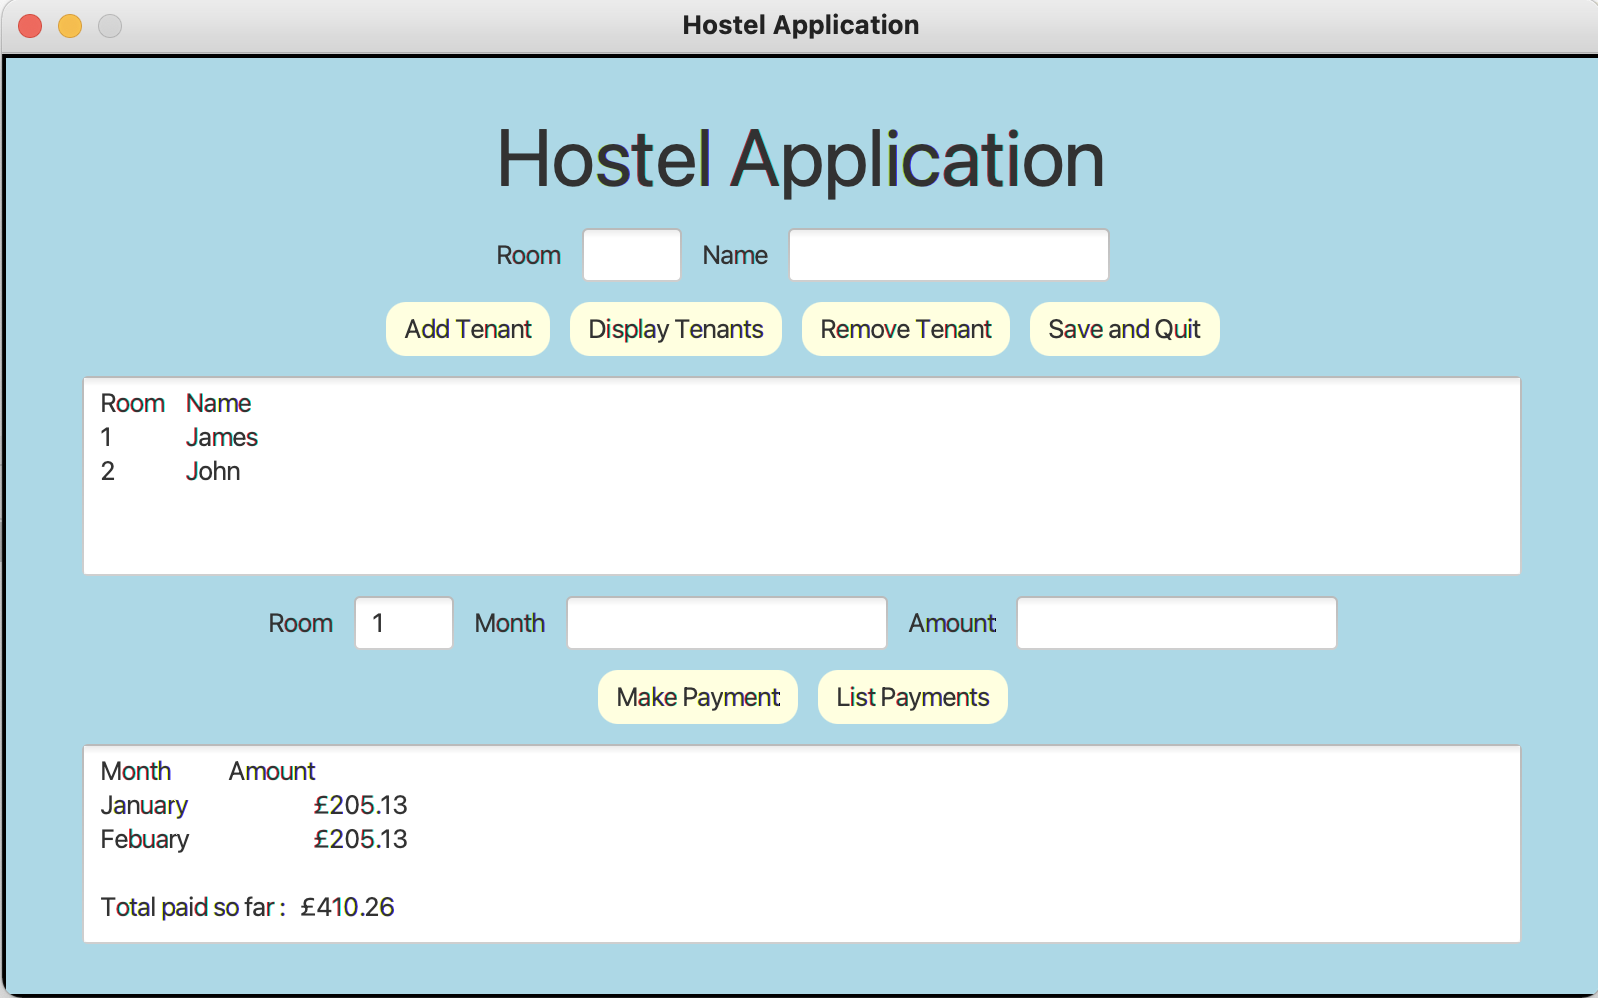 Hostel Application
Hostel Application
Room Name
Add Tenant Display Tenants Remove Tenant Save and Quit
Room Name
1 James
2 John
Room 1 Month Amount
Make Payment List Payments
Month Amount
January £205.13
Febuary £205.13
Total paid so far : £410.26